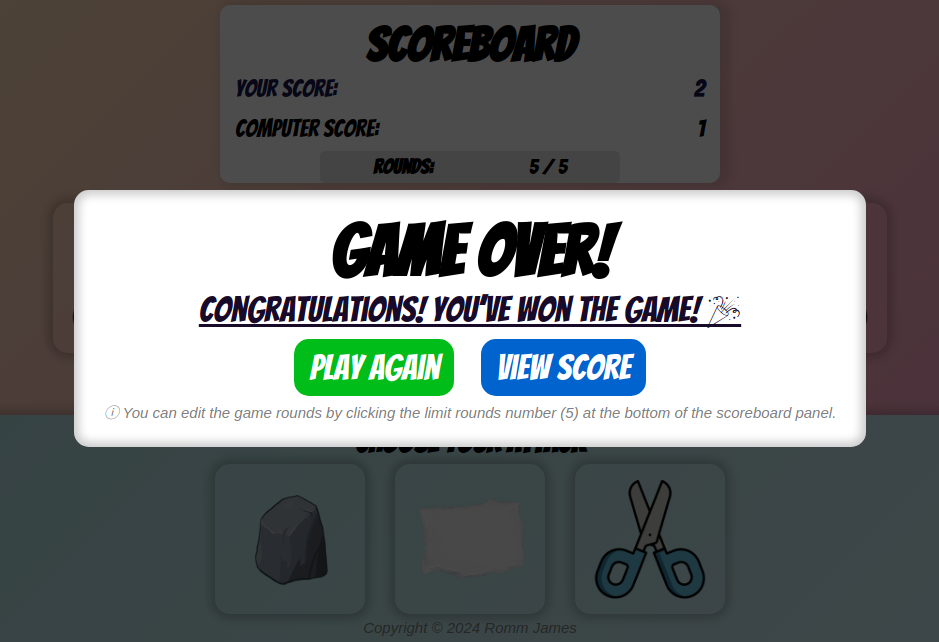 SCOREBOARD
YOUR SCORE: 2
COMPUTER SCORE: 1
ROUNDS: 5 / 5
GAME OVER!
CONGRATULATIONS! YOU'VE WON THE GAME! 🎉
PLAY AGAIN VIEW SCORE
ⓘ You can edit the game rounds by clicking the limit rounds number (5) at the bottom of the scoreboard panel.
Copyright © 2024 Romm James